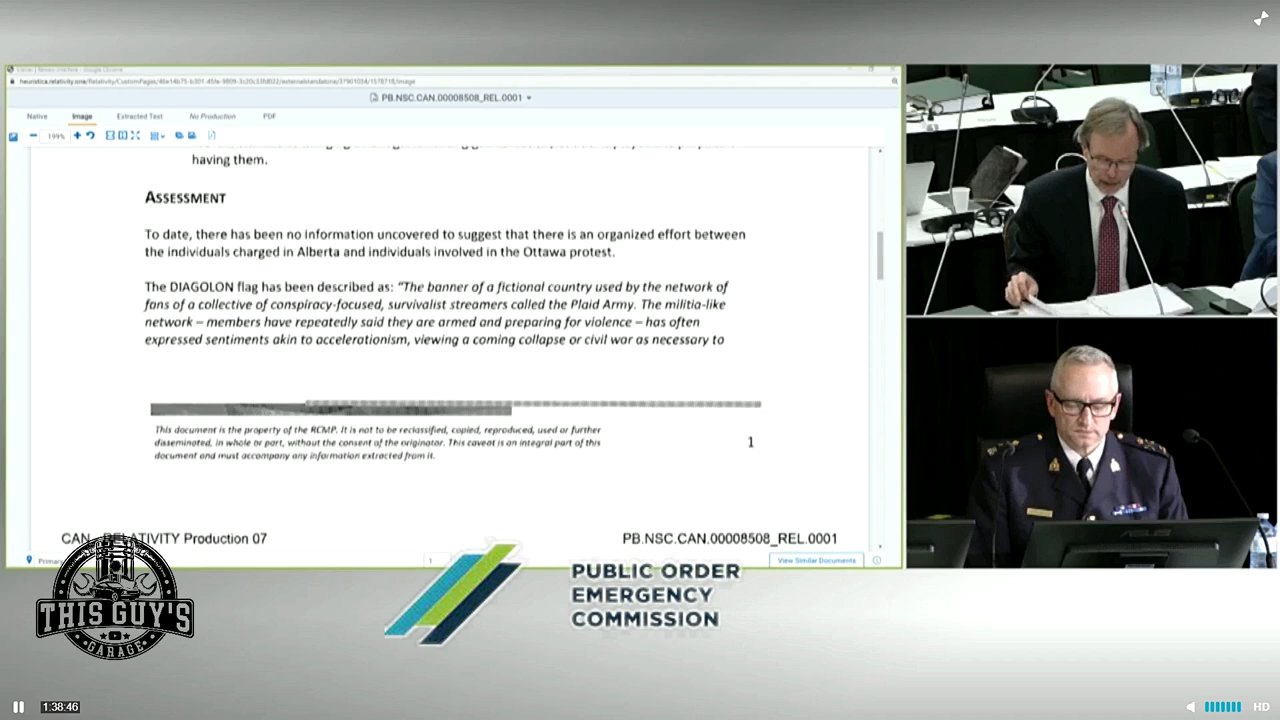 PB.NSC.CAN.00008508_REL.0001
Native
Image
Extracted Text
No Production
PDF
199%
having them.
ASSESSMENT
To date, there has been no information uncovered to suggest that there is an organized effort between
the individuals charged in Alberta and individuals involved in the Ottawa protest.
The DIAGOLON flag has been described as: “The banner of a fictional country used by the network of
fans of a collective of conspiracy-focused, survivalist streamers called the Plaid Army. The militia-like
network – members have repeatedly said they are armed and preparing for violence – has often
expressed sentiments akin to accelerationism, viewing a coming collapse or civil war as necessary to
This document is the property of the RCMP. It is not to be reclassified, copied, reproduced, used or further
disseminated, in whole or part, without the consent of the originator. This caveat is an integral part of this
document and must accompany any information extracted from it.
1
CAN RELATIVITY Production 07
PB.NSC.CAN.00008508_REL.0001
1
View Similar Documents
THIS GUY'S
GARAGE
PUBLIC ORDER
EMERGENCY
COMMISSION
1:38:46
HD